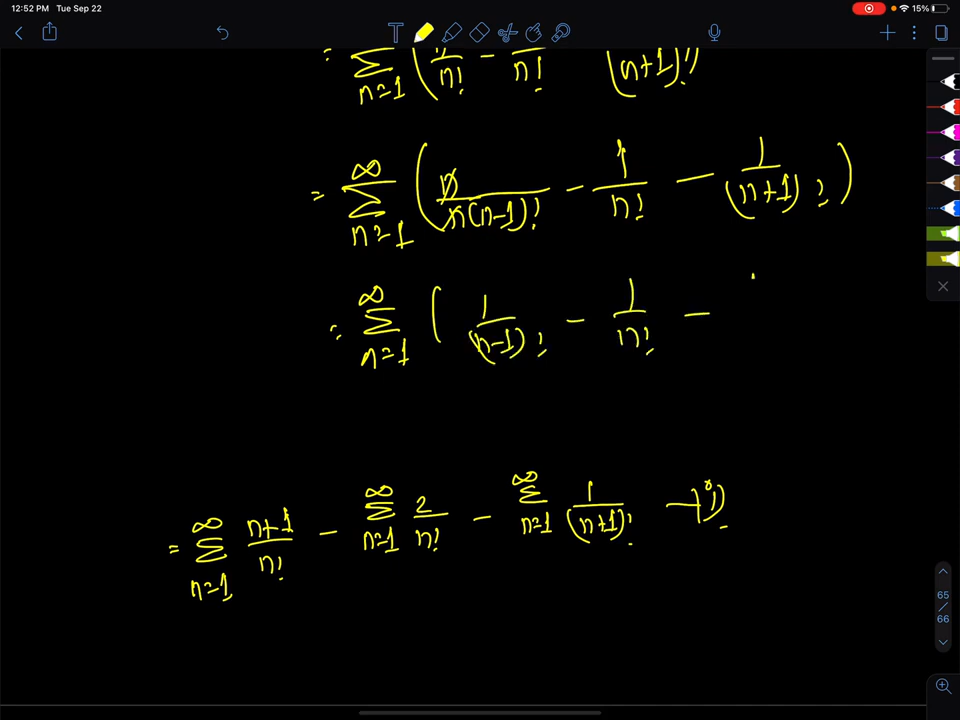 12:52 PM Tue Sep 22 15%
= ∑_{n=1}^{∞} ( /n! - /n! (n+1)! )
= ∑_{n=1}^{∞} ( n/n(n-1)! - 1/n! - 1/(n+1)! )
= ∑_{n=1}^{∞} ( 1/(n-1)! - 1/n! -
= ∑_{n=1}^{∞} n+1/n! - ∑_{n=1}^{∞} 2/n! - ∑_{n=1}^{∞} 1/(n+1)!
65
/
66